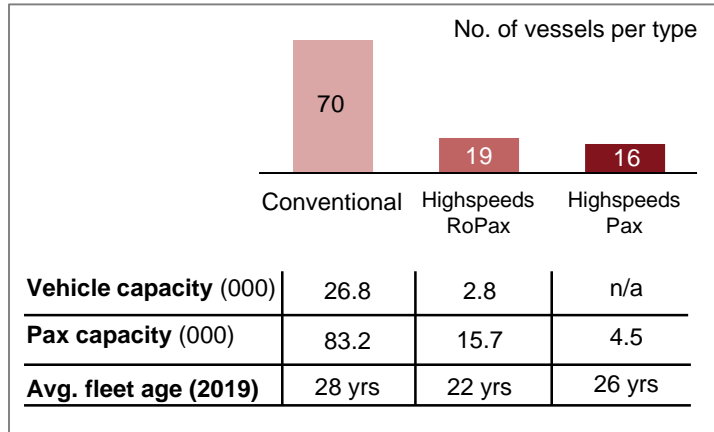 No. of vessels per type
70
19
16
Conventional
Highspeeds
RoPax
Highspeeds
Pax
Vehicle capacity (000) 26.8 2.8 n/a
Pax capacity (000) 83.2 15.7 4.5
Avg. fleet age (2019) 28 yrs 22 yrs 26 yrs